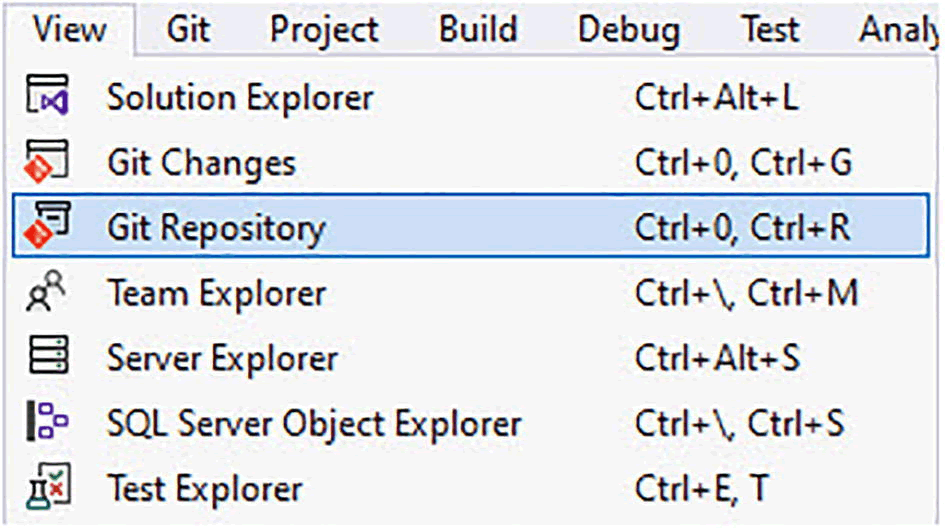 View Git Project Build Debug Test Analy
Solution Explorer Ctrl+Alt+L
Git Changes Ctrl+0, Ctrl+G
Git Repository Ctrl+0, Ctrl+R
Team Explorer Ctrl+\, Ctrl+M
Server Explorer Ctrl+Alt+S
SQL Server Object Explorer Ctrl+\, Ctrl+S
Test Explorer Ctrl+E, T